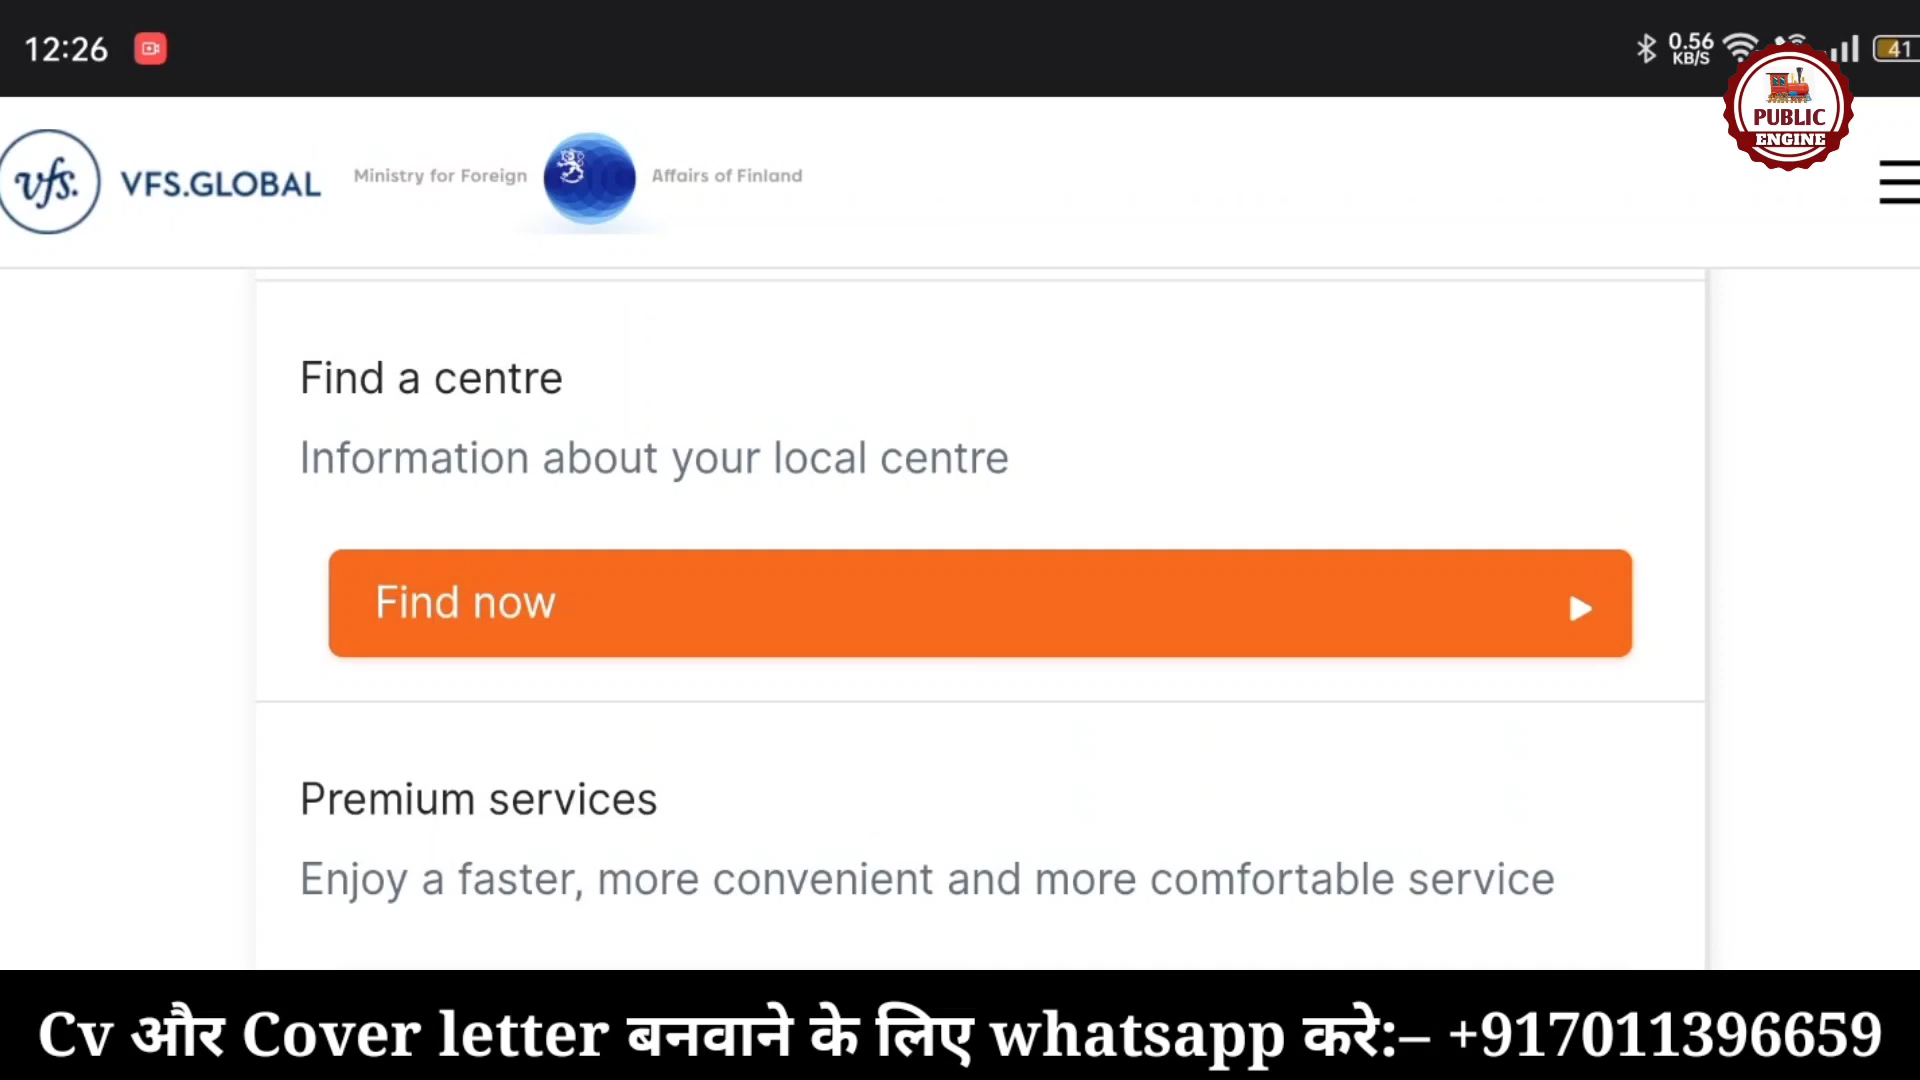 12:26
0.56
KB/S
41
PUBLIC
ENGINE
vfs.
VFS.GLOBAL
Ministry for Foreign
Affairs of Finland
Find a centre
Information about your local centre
Find now
Premium services
Enjoy a faster, more convenient and more comfortable service
Cv और Cover letter बनवाने के लिए whatsapp करे:– +917011396659